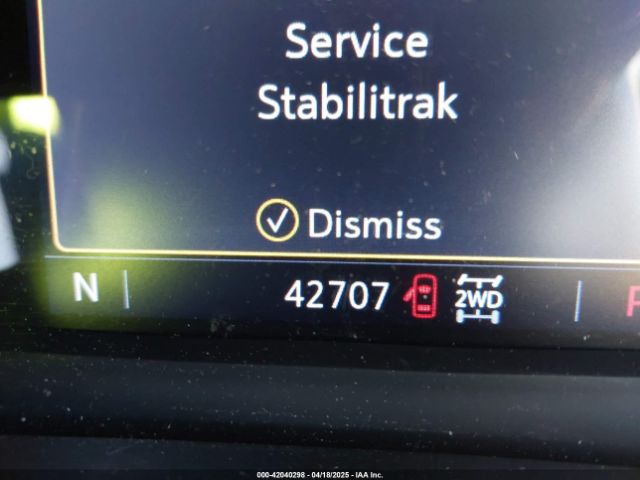 Service
Stabilitrak
Dismiss
N 42707 2WD P
000-42040298 - 04/18/2025 - IAA Inc.